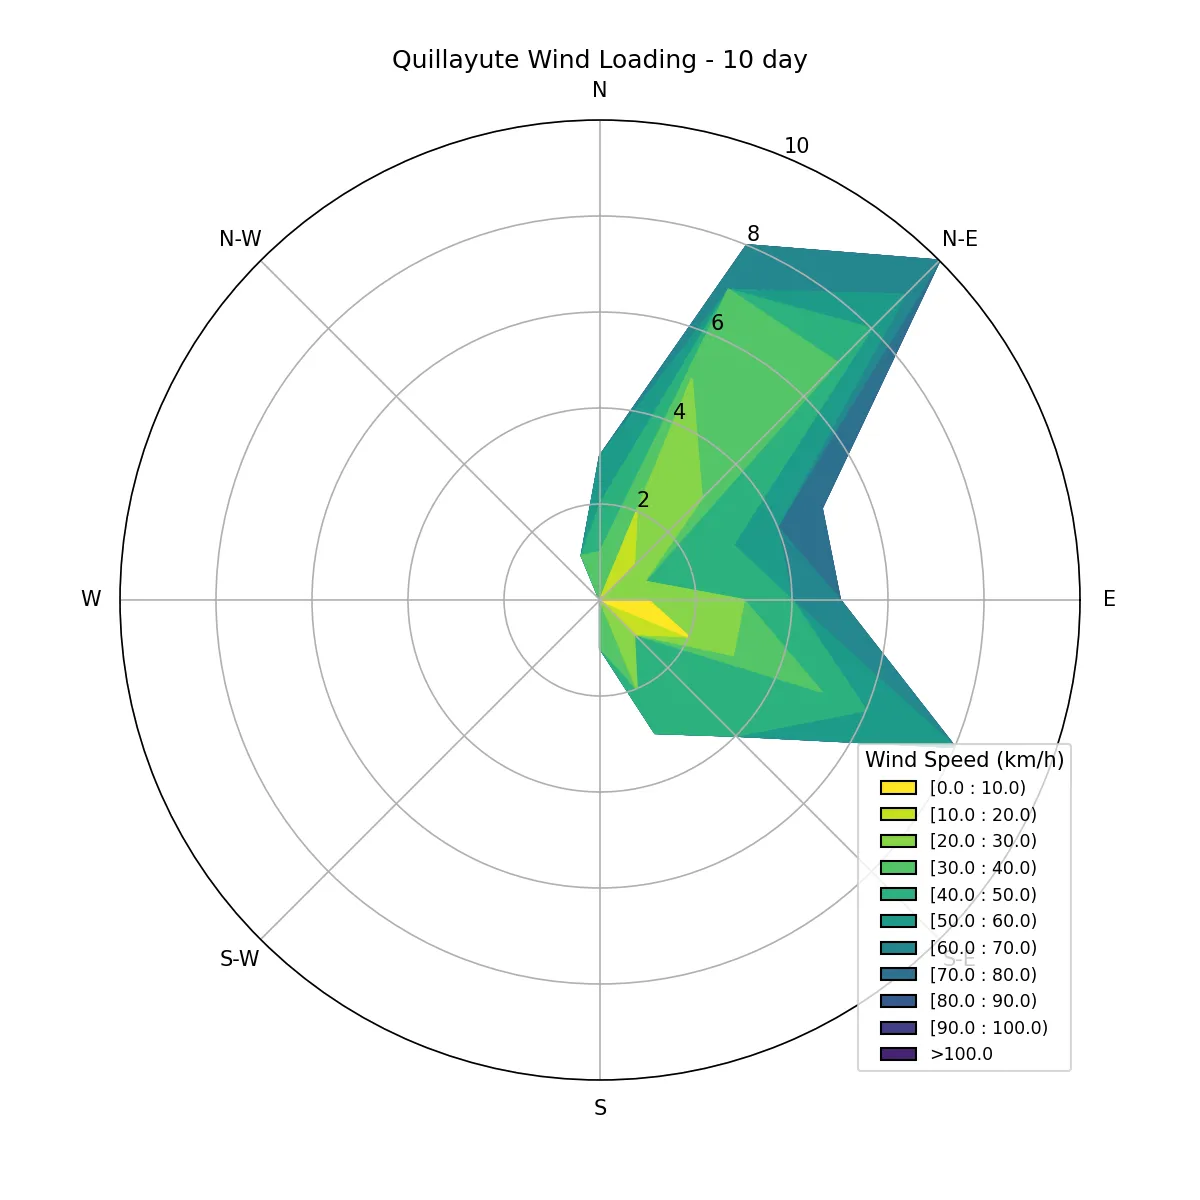 Quillayute Wind Loading - 10 day
N
10
N-W
8
N-E
6
4
2
W
E
Wind Speed (km/h)
[0.0 : 10.0)
[10.0 : 20.0)
[20.0 : 30.0)
[30.0 : 40.0)
[40.0 : 50.0)
[50.0 : 60.0)
[60.0 : 70.0)
S-W
S-E
[70.0 : 80.0)
[80.0 : 90.0)
[90.0 : 100.0)
>100.0
S